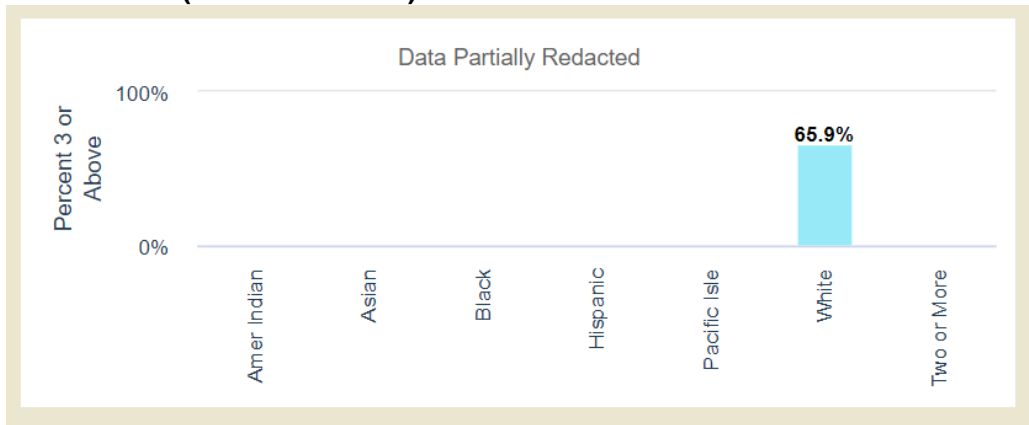 Data Partially Redacted
100%
Percent 3 or
Above
65.9%
0%
Amer Indian
Asian
Black
Hispanic
Pacific Isle
White
Two or More